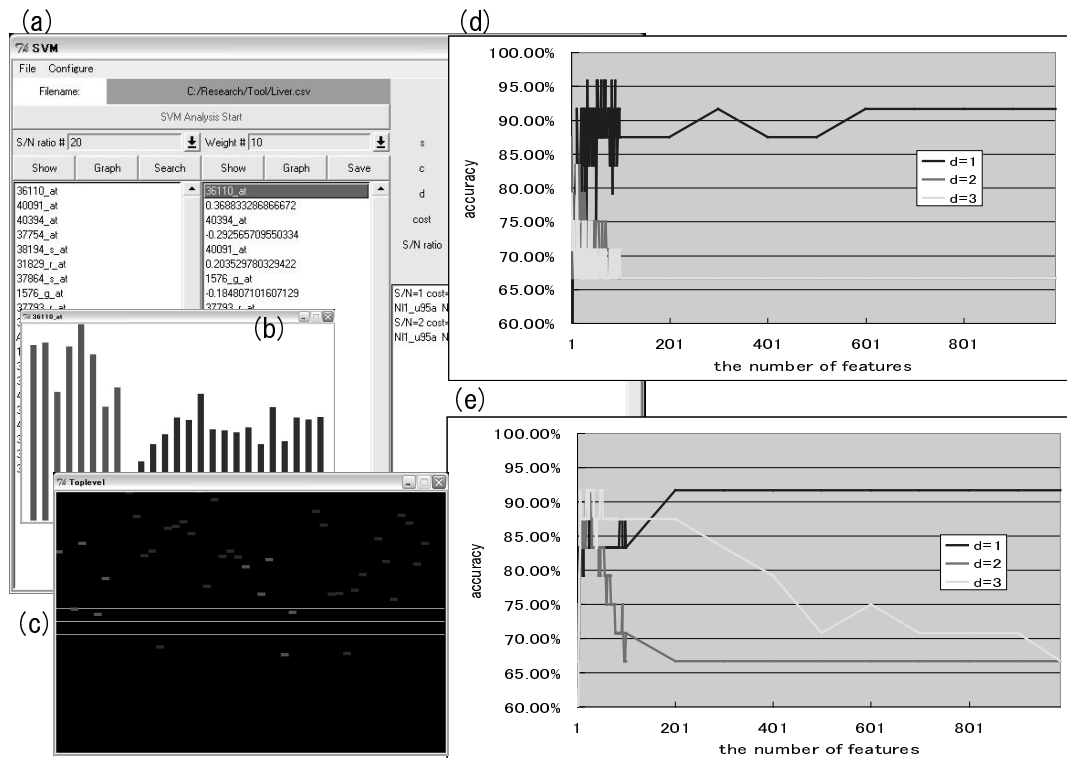 (a)
SVM
File Configure
Filename: C:/Research/Tool/Liver.csv
SVM Analysis Start
S/N ratio # 20 Weight # 10
Show Graph Search Show Graph Save
36110_at
40091_at
40394_at
37754_at
38194_s_at
31829_r_at
37864_s_at
1576_g_at
37793_r_at
36110_at
0.368833286866672
40394_at
-0.292565709550334
40091_at
0.203529780329422
1576_g_at
-0.184807101607129
37793_r_at
s
c
d
cost
S/N ratio
S/N=1 cost=
NI1_u95a N
S/N=2 cost=
NI1_u95a N
(b)
36110_at
(c)
Toplevel
(d)
100.00%
95.00%
90.00%
85.00%
80.00%
75.00%
70.00%
65.00%
60.00%
accuracy
1 201 401 601 801
the number of features
d=1
d=2
d=3
(e)
100.00%
95.00%
90.00%
85.00%
80.00%
75.00%
70.00%
65.00%
60.00%
accuracy
1 201 401 601 801
the number of features
d=1
d=2
d=3